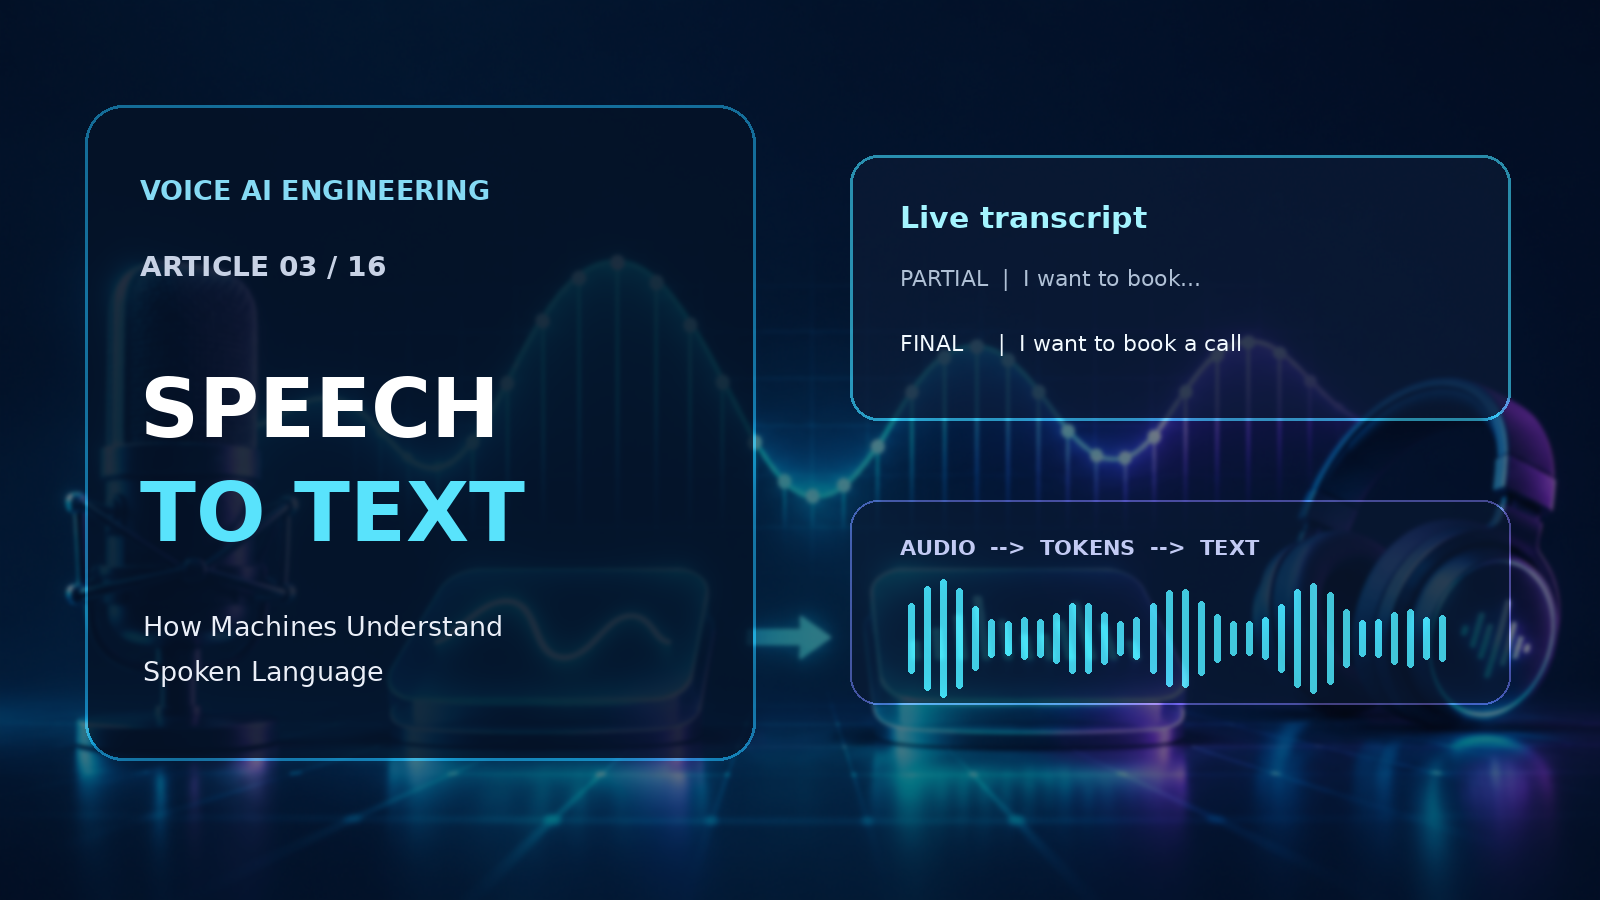 VOICE AI ENGINEERING
ARTICLE 03 / 16
SPEECH
TO TEXT
How Machines Understand
Spoken Language
Live transcript
PARTIAL | I want to book...
FINAL | I want to book a call
AUDIO --> TOKENS --> TEXT